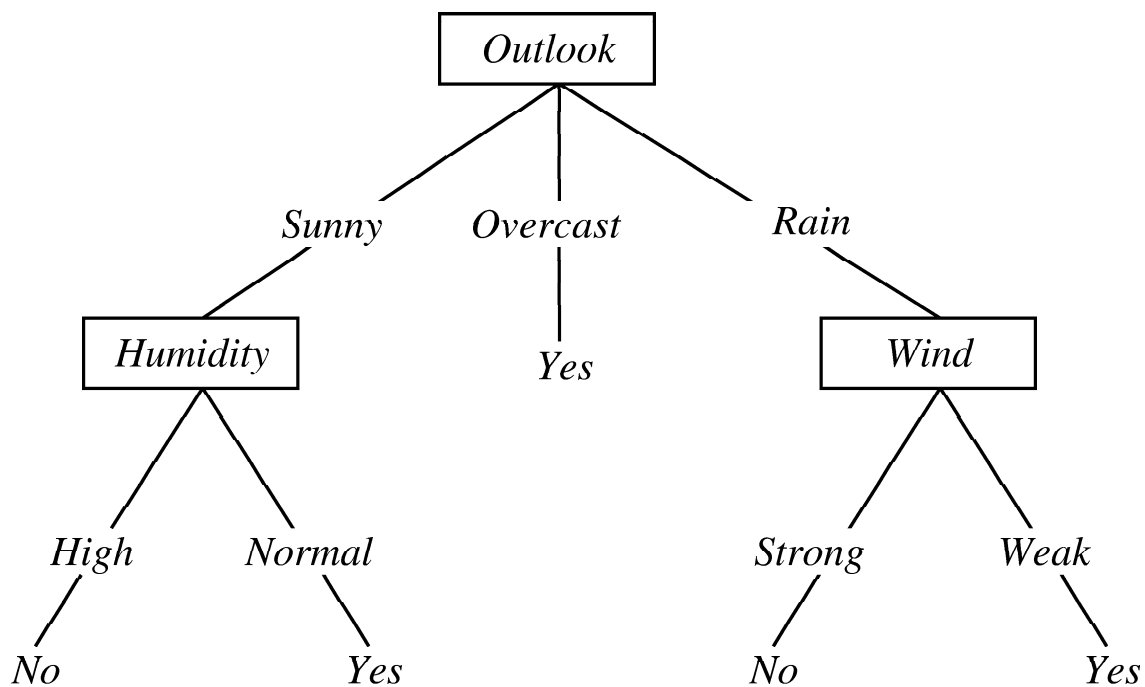 Outlook
Sunny Overcast Rain
Humidity Yes Wind
High Normal Strong Weak
No Yes No Yes